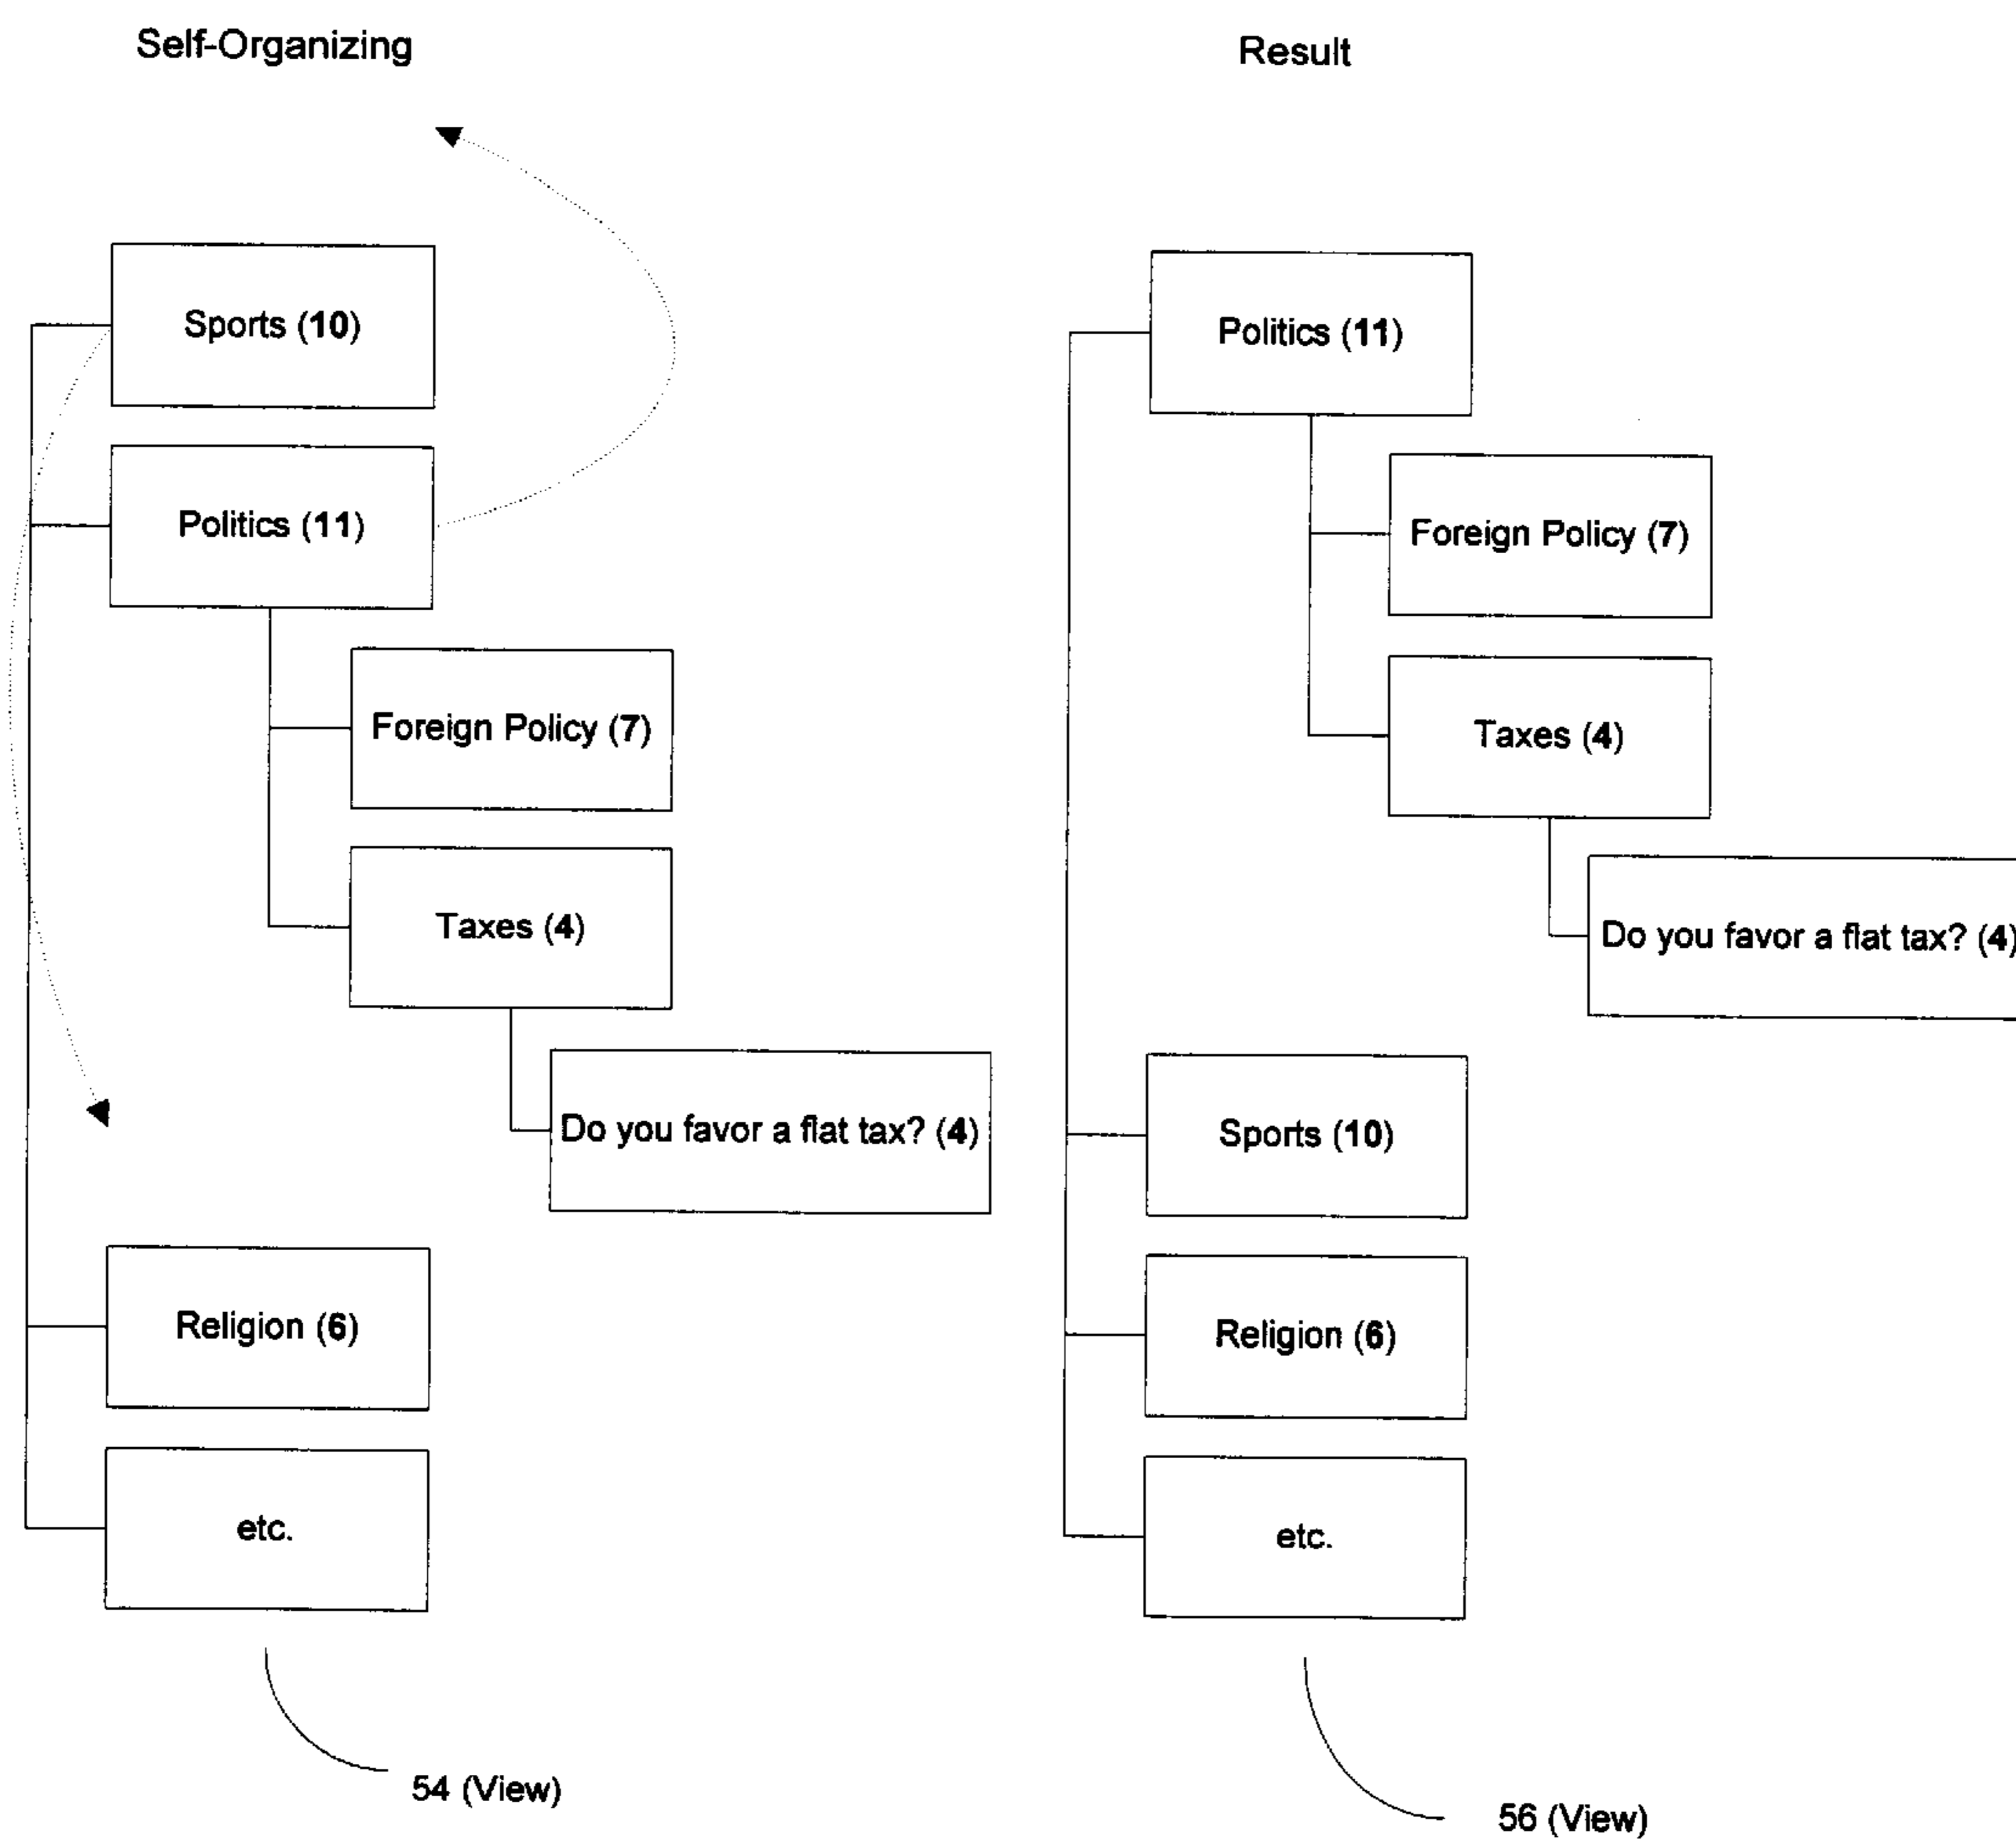 Self-Organizing
Sports (10)
Politics (11)
Foreign Policy (7)
Taxes (4)
Do you favor a flat tax? (4)
Religion (6)
etc.
54 (View)
Result
Politics (11)
Foreign Policy (7)
Taxes (4)
Do you favor a flat tax? (4)
Sports (10)
Religion (6)
etc.
56 (View)